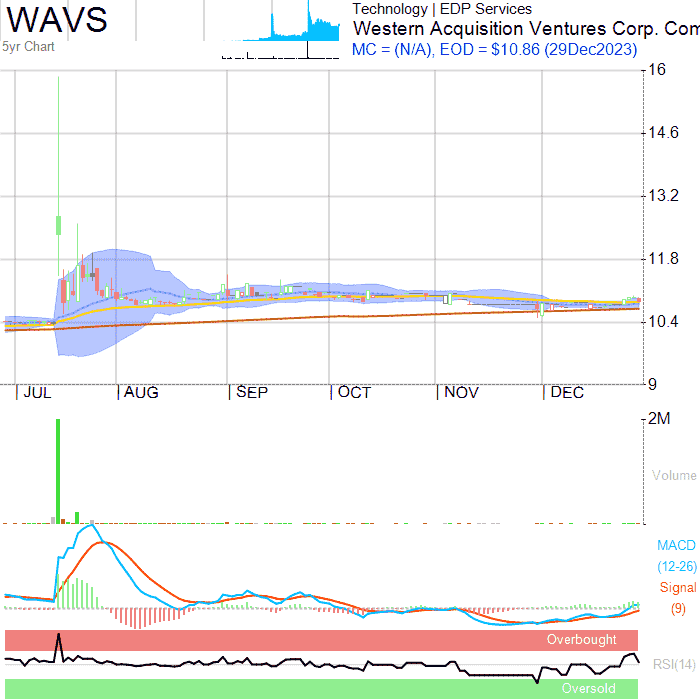 WAVS
5yr Chart
Technology | EDP Services
Western Acquisition Ventures Corp. Com
MC = (N/A), EOD = $10.86 (29Dec2023)
16
14.6
13.2
11.8
10.4
9
JUL AUG SEP OCT NOV DEC
2M
Volume
MACD
(12-26)
Signal
(9)
Overbought
RSI(14)
Oversold